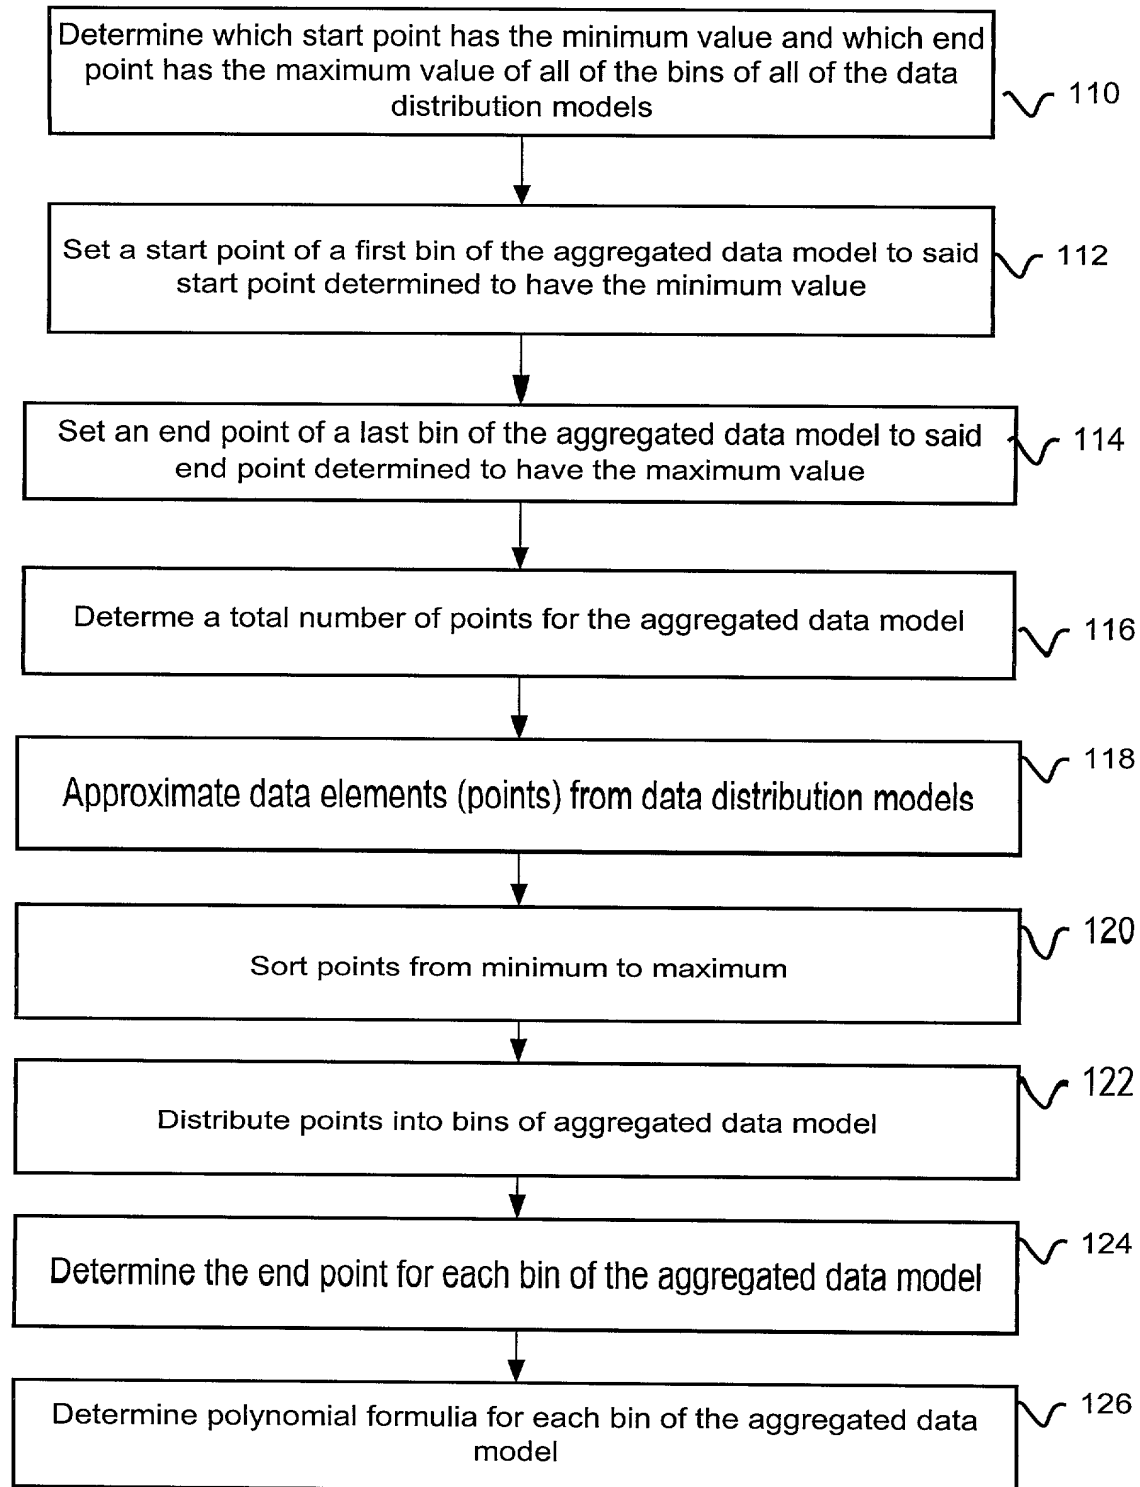 Determine which start point has the minimum value and which end
point has the maximum value of all of the bins of all of the data
distribution models
110
Set a start point of a first bin of the aggregated data model to said
start point determined to have the minimum value
112
Set an end point of a last bin of the aggregated data model to said
end point determined to have the maximum value
114
Determe a total number of points for the aggregated data model
116
Approximate data elements (points) from data distribution models
118
Sort points from minimum to maximum
120
Distribute points into bins of aggregated data model
122
Determine the end point for each bin of the aggregated data model
124
Determine polynomial formulia for each bin of the aggregated data
model
126